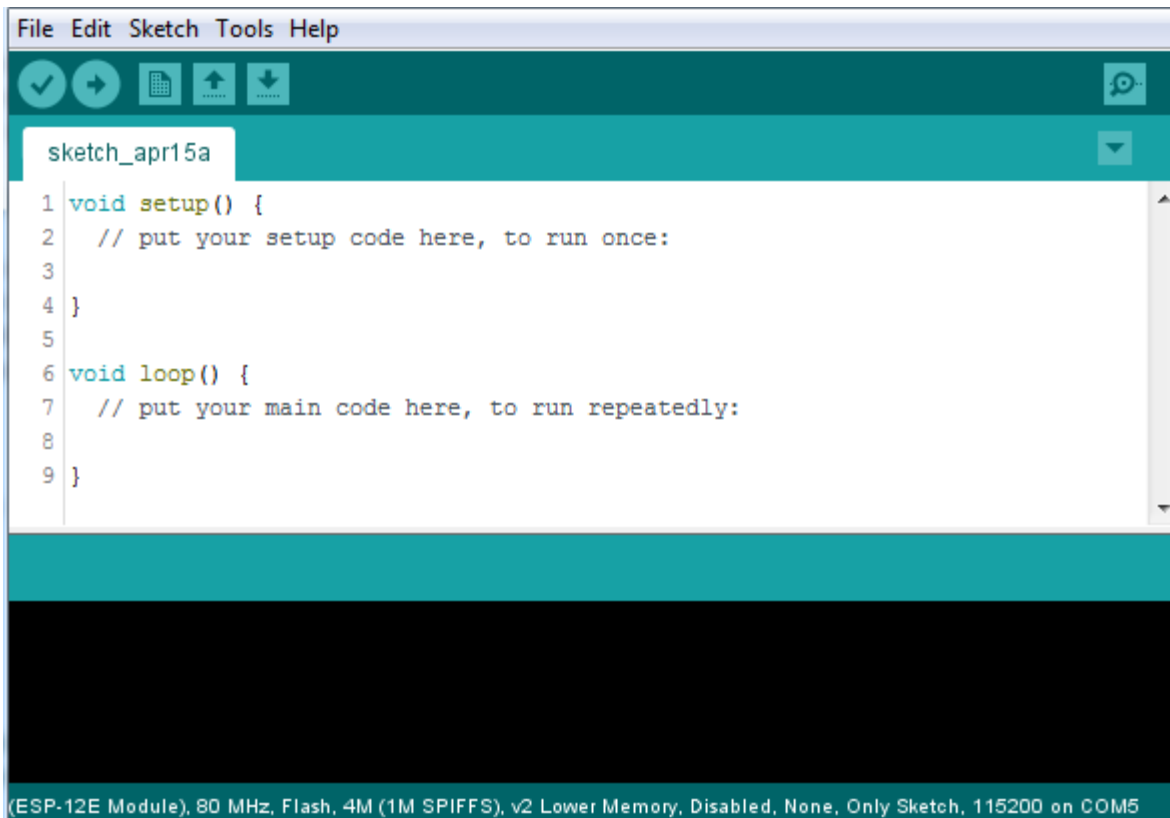 File Edit Sketch Tools Help
sketch_apr15a
1 void setup() {
2 // put your setup code here, to run once:
3
4 }
5
6 void loop() {
7 // put your main code here, to run repeatedly:
8
9 }
(ESP-12E Module), 80 MHz, Flash, 4M (1M SPIFFS), v2 Lower Memory, Disabled, None, Only Sketch, 115200 on COM5